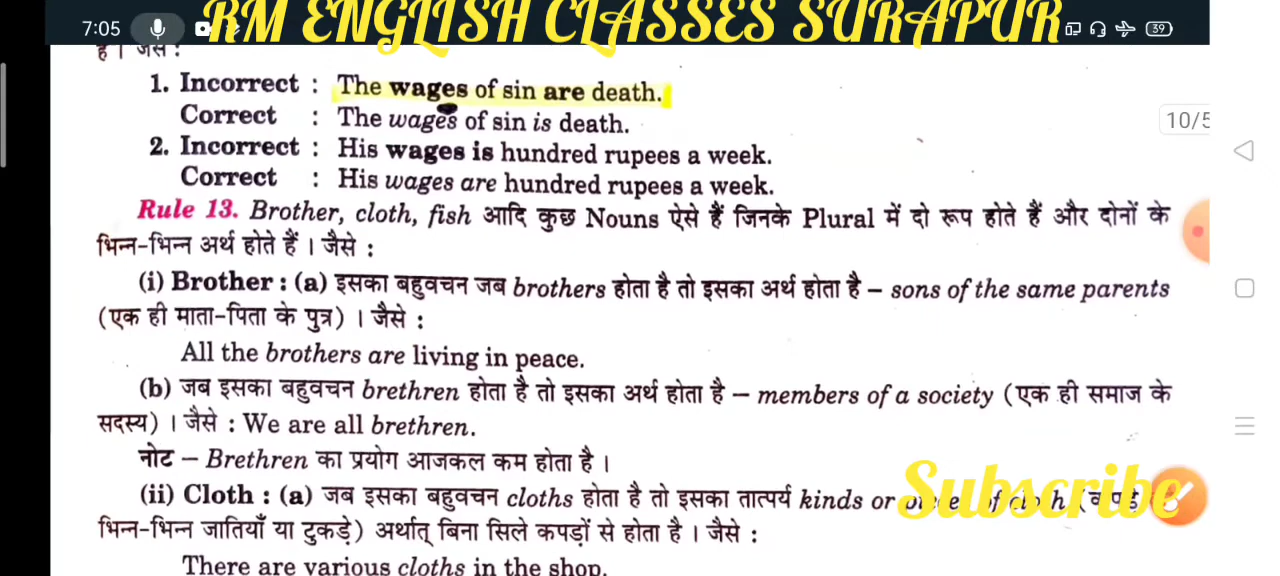 RM ENGLISH CLASSES SURAPUR
7:05
39
है। जैसे :
1. Incorrect : The wages of sin are death.
Correct : The wages of sin is death.
10/5
2. Incorrect : His wages is hundred rupees a week.
Correct : His wages are hundred rupees a week.
Rule 13. Brother, cloth, fish आदि कुछ Nouns ऐसे हैं जिनके Plural में दो रूप होते हैं और दोनों के
भिन्न-भिन्न अर्थ होते हैं। जैसे :
(i) Brother : (a) इसका बहुवचन जब brothers होता है तो इसका अर्थ होता है – sons of the same parents
(एक ही माता-पिता के पुत्र)। जैसे :
All the brothers are living in peace.
(b) जब इसका बहुवचन brethren होता है तो इसका अर्थ होता है – members of a society (एक ही समाज के
सदस्य)। जैसे : We are all brethren.
नोट – Brethren का प्रयोग आजकल कम होता है।
(ii) Cloth : (a) जब इसका बहुवचन cloths होता है तो इसका तात्पर्य kinds or of cloth
Subscribe
भिन्न-भिन्न जातियाँ या टुकड़े) अर्थात् बिना सिले कपड़ों से होता है। जैसे :
There are various cloths in the shop.